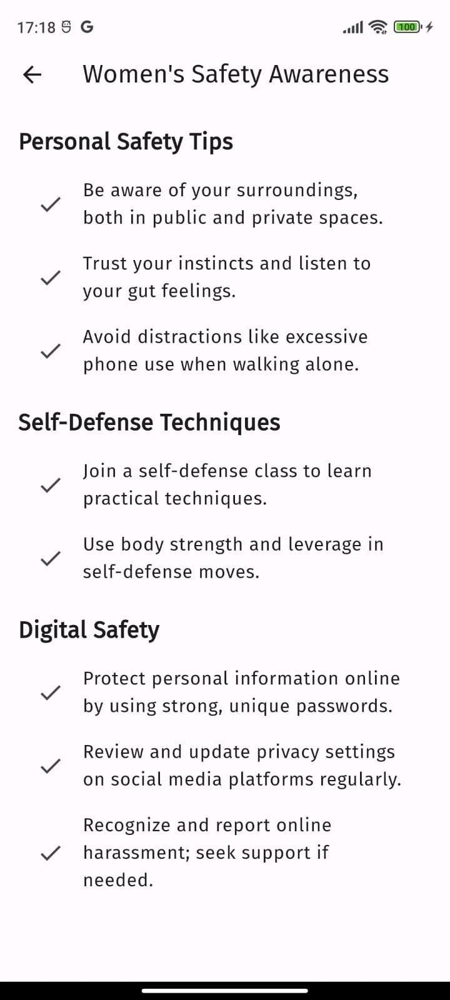 17:18 G 100
Women's Safety Awareness
Personal Safety Tips
Be aware of your surroundings,
both in public and private spaces.
Trust your instincts and listen to
your gut feelings.
Avoid distractions like excessive
phone use when walking alone.
Self-Defense Techniques
Join a self-defense class to learn
practical techniques.
Use body strength and leverage in
self-defense moves.
Digital Safety
Protect personal information online
by using strong, unique passwords.
Review and update privacy settings
on social media platforms regularly.
Recognize and report online
harassment; seek support if
needed.